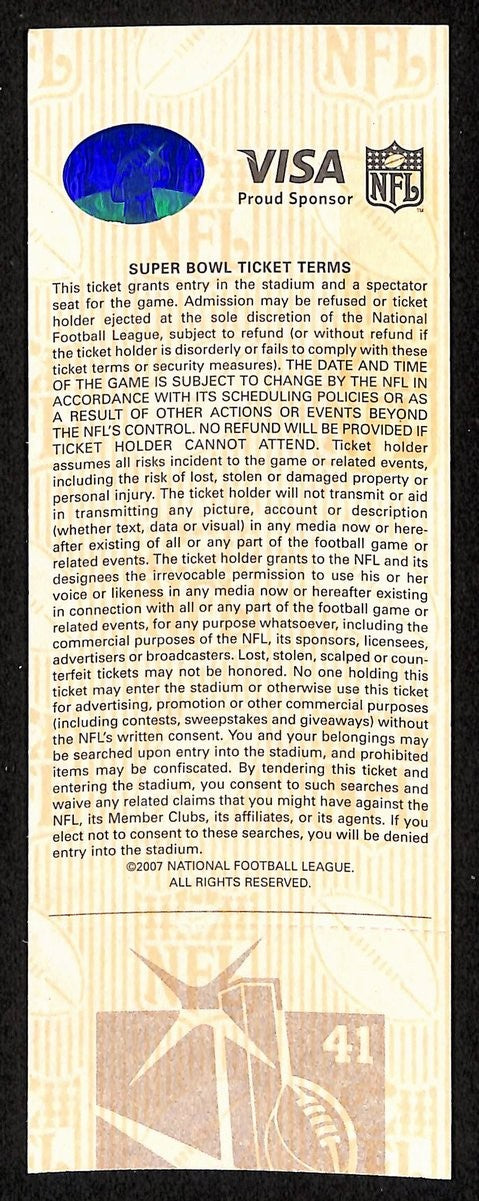 VISA
Proud Sponsor
NFL
TM
SUPER BOWL TICKET TERMS
This ticket grants entry in the stadium and a spectator
seat for the game. Admission may be refused or ticket
holder ejected at the sole discretion of the National
Football League, subject to refund (or without refund if
the ticket holder is disorderly or fails to comply with these
ticket terms or security measures). THE DATE AND TIME
OF THE GAME IS SUBJECT TO CHANGE BY THE NFL IN
ACCORDANCE WITH ITS SCHEDULING POLICIES OR AS
A RESULT OF OTHER ACTIONS OR EVENTS BEYOND
THE NFL'S CONTROL. NO REFUND WILL BE PROVIDED IF
TICKET HOLDER CANNOT ATTEND. Ticket holder
assumes all risks incident to the game or related events,
including the risk of lost, stolen or damaged property or
personal injury. The ticket holder will not transmit or aid
in transmitting any picture, account or description
(whether text, data or visual) in any media now or here-
after existing of all or any part of the football game or
related events. The ticket holder grants to the NFL and its
designees the irrevocable permission to use his or her
voice or likeness in any media now or hereafter existing
in connection with all or any part of the football game or
related events, for any purpose whatsoever, including the
commercial purposes of the NFL, its sponsors, licensees,
advertisers or broadcasters. Lost, stolen, scalped or coun-
terfeit tickets may not be honored. No one holding this
ticket may enter the stadium or otherwise use this ticket
for advertising, promotion or other commercial purposes
(including contests, sweepstakes and giveaways) without
the NFL's written consent. You and your belongings may
be searched upon entry into the stadium, and prohibited
items may be confiscated. By tendering this ticket and
entering the stadium, you consent to such searches and
waive any related claims that you might have against the
NFL, its Member Clubs, its affiliates, or its agents. If you
elect not to consent to these searches, you will be denied
entry into the stadium.
©2007 NATIONAL FOOTBALL LEAGUE.
ALL RIGHTS RESERVED.
NFL
41